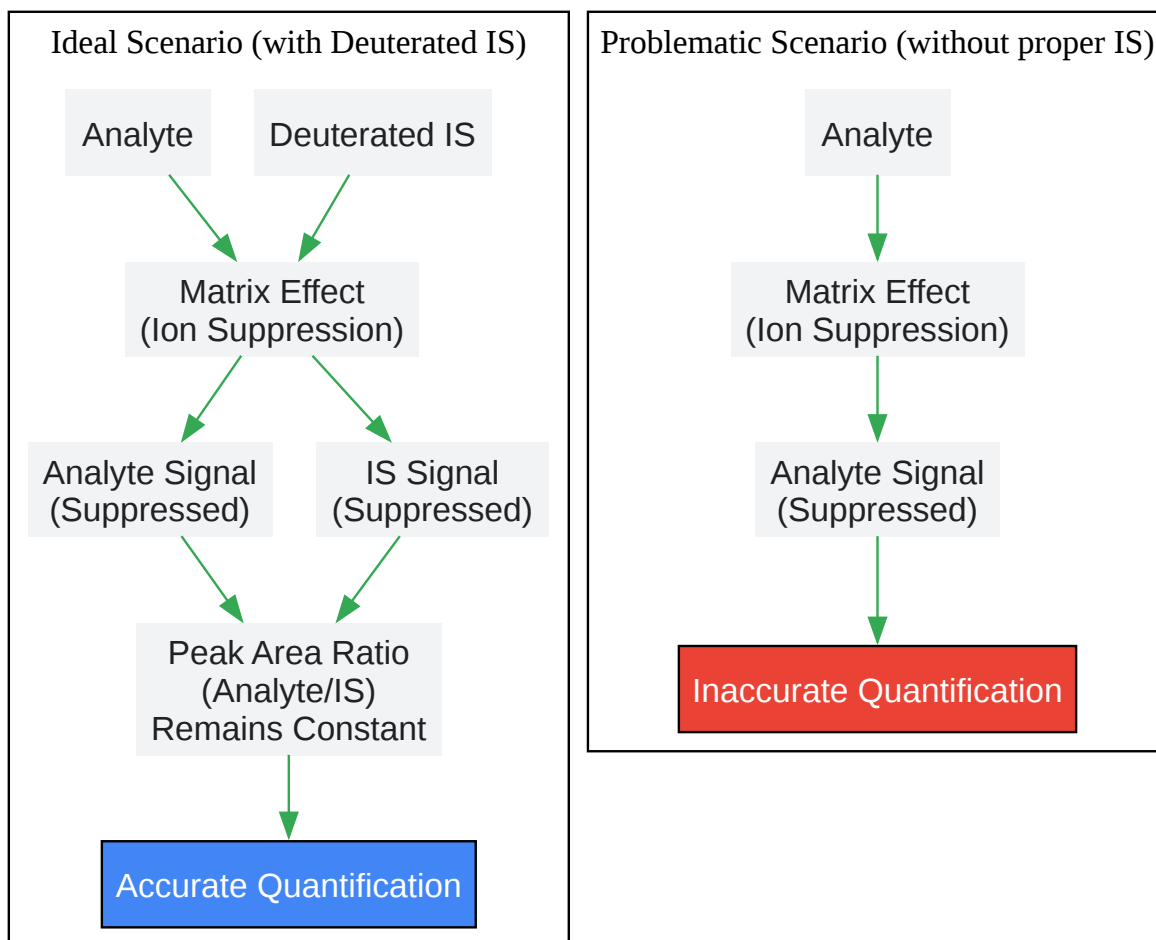 Ideal Scenario (with Deuterated IS)
Analyte
Deuterated IS
Matrix Effect
(Ion Suppression)
Analyte Signal
(Suppressed)
IS Signal
(Suppressed)
Peak Area Ratio
(Analyte/IS)
Remains Constant
Accurate Quantification
Problematic Scenario (without proper IS)
Analyte
Matrix Effect
(Ion Suppression)
Analyte Signal
(Suppressed)
Inaccurate Quantification